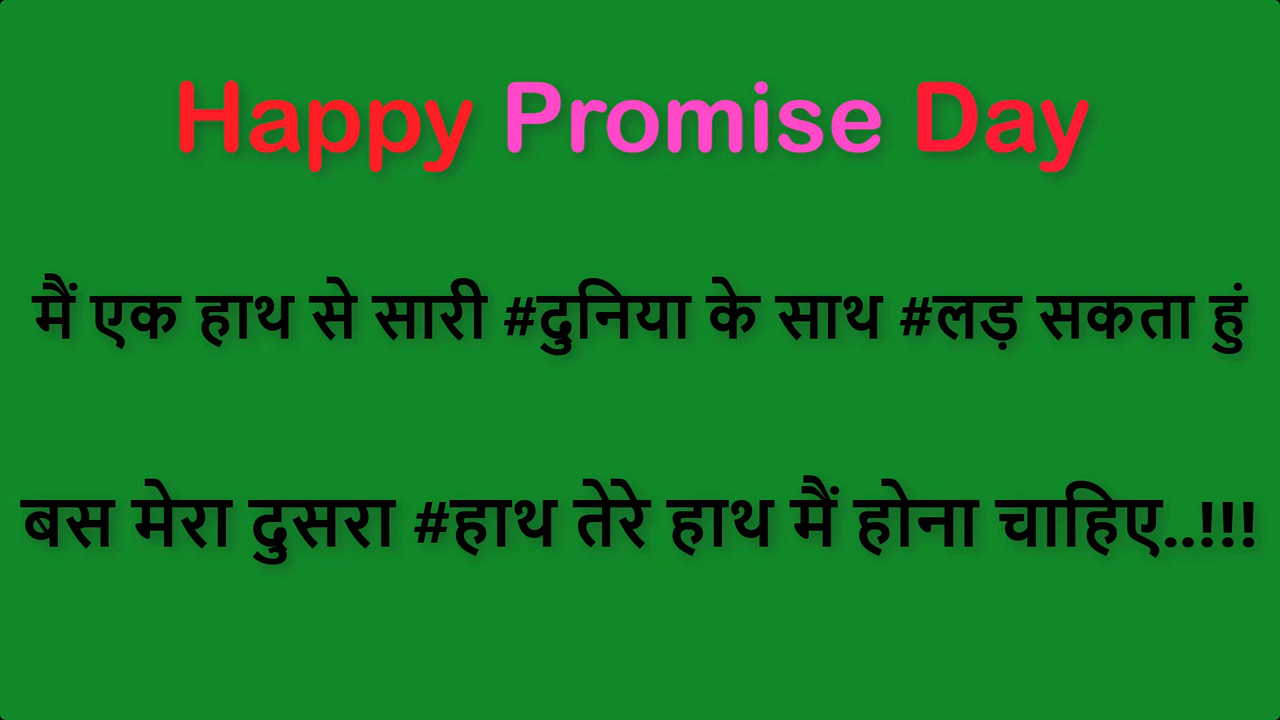 Happy Promise Day
मैं एक हाथ से सारी #दुनिया के साथ #लड़ सकता हुं
बस मेरा दुसरा #हाथ तेरे हाथ मैं होना चाहिए..!!!